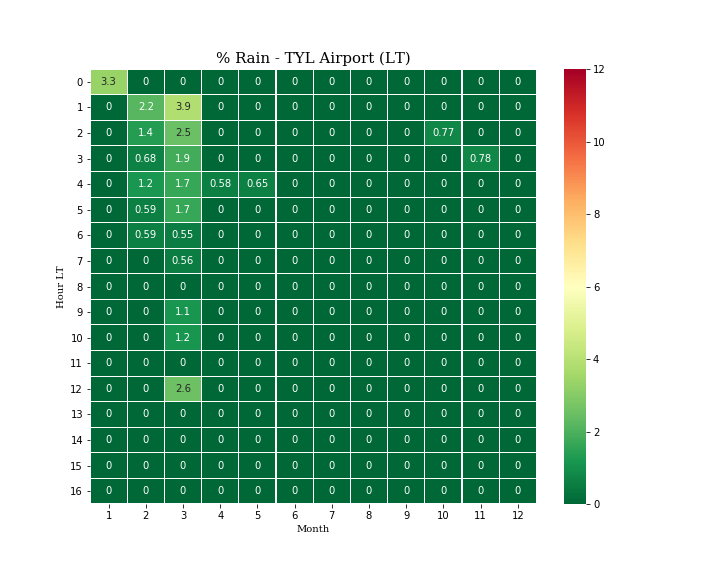 % Rain - TYL Airport (LT)
0 3.3 0 0 0 0 0 0 0 0 0 0 0
1 0 2.2 3.9 0 0 0 0 0 0 0 0 0
2 0 1.4 2.5 0 0 0 0 0 0 0.77 0 0
3 0 0.68 1.9 0 0 0 0 0 0 0 0.78 0
4 0 1.2 1.7 0.58 0.65 0 0 0 0 0 0 0
5 0 0.59 1.7 0 0 0 0 0 0 0 0 0
6 0 0.59 0.55 0 0 0 0 0 0 0 0 0
7 0 0 0.56 0 0 0 0 0 0 0 0 0
8 0 0 0 0 0 0 0 0 0 0 0 0
9 0 0 1.1 0 0 0 0 0 0 0 0 0
10 0 0 1.2 0 0 0 0 0 0 0 0 0
11 0 0 0 0 0 0 0 0 0 0 0 0
12 0 0 2.6 0 0 0 0 0 0 0 0 0
13 0 0 0 0 0 0 0 0 0 0 0 0
14 0 0 0 0 0 0 0 0 0 0 0 0
15 0 0 0 0 0 0 0 0 0 0 0 0
16 0 0 0 0 0 0 0 0 0 0 0 0
1 2 3 4 5 6 7 8 9 10 11 12
Month
Hour LT
12
10
8
6
4
2
0